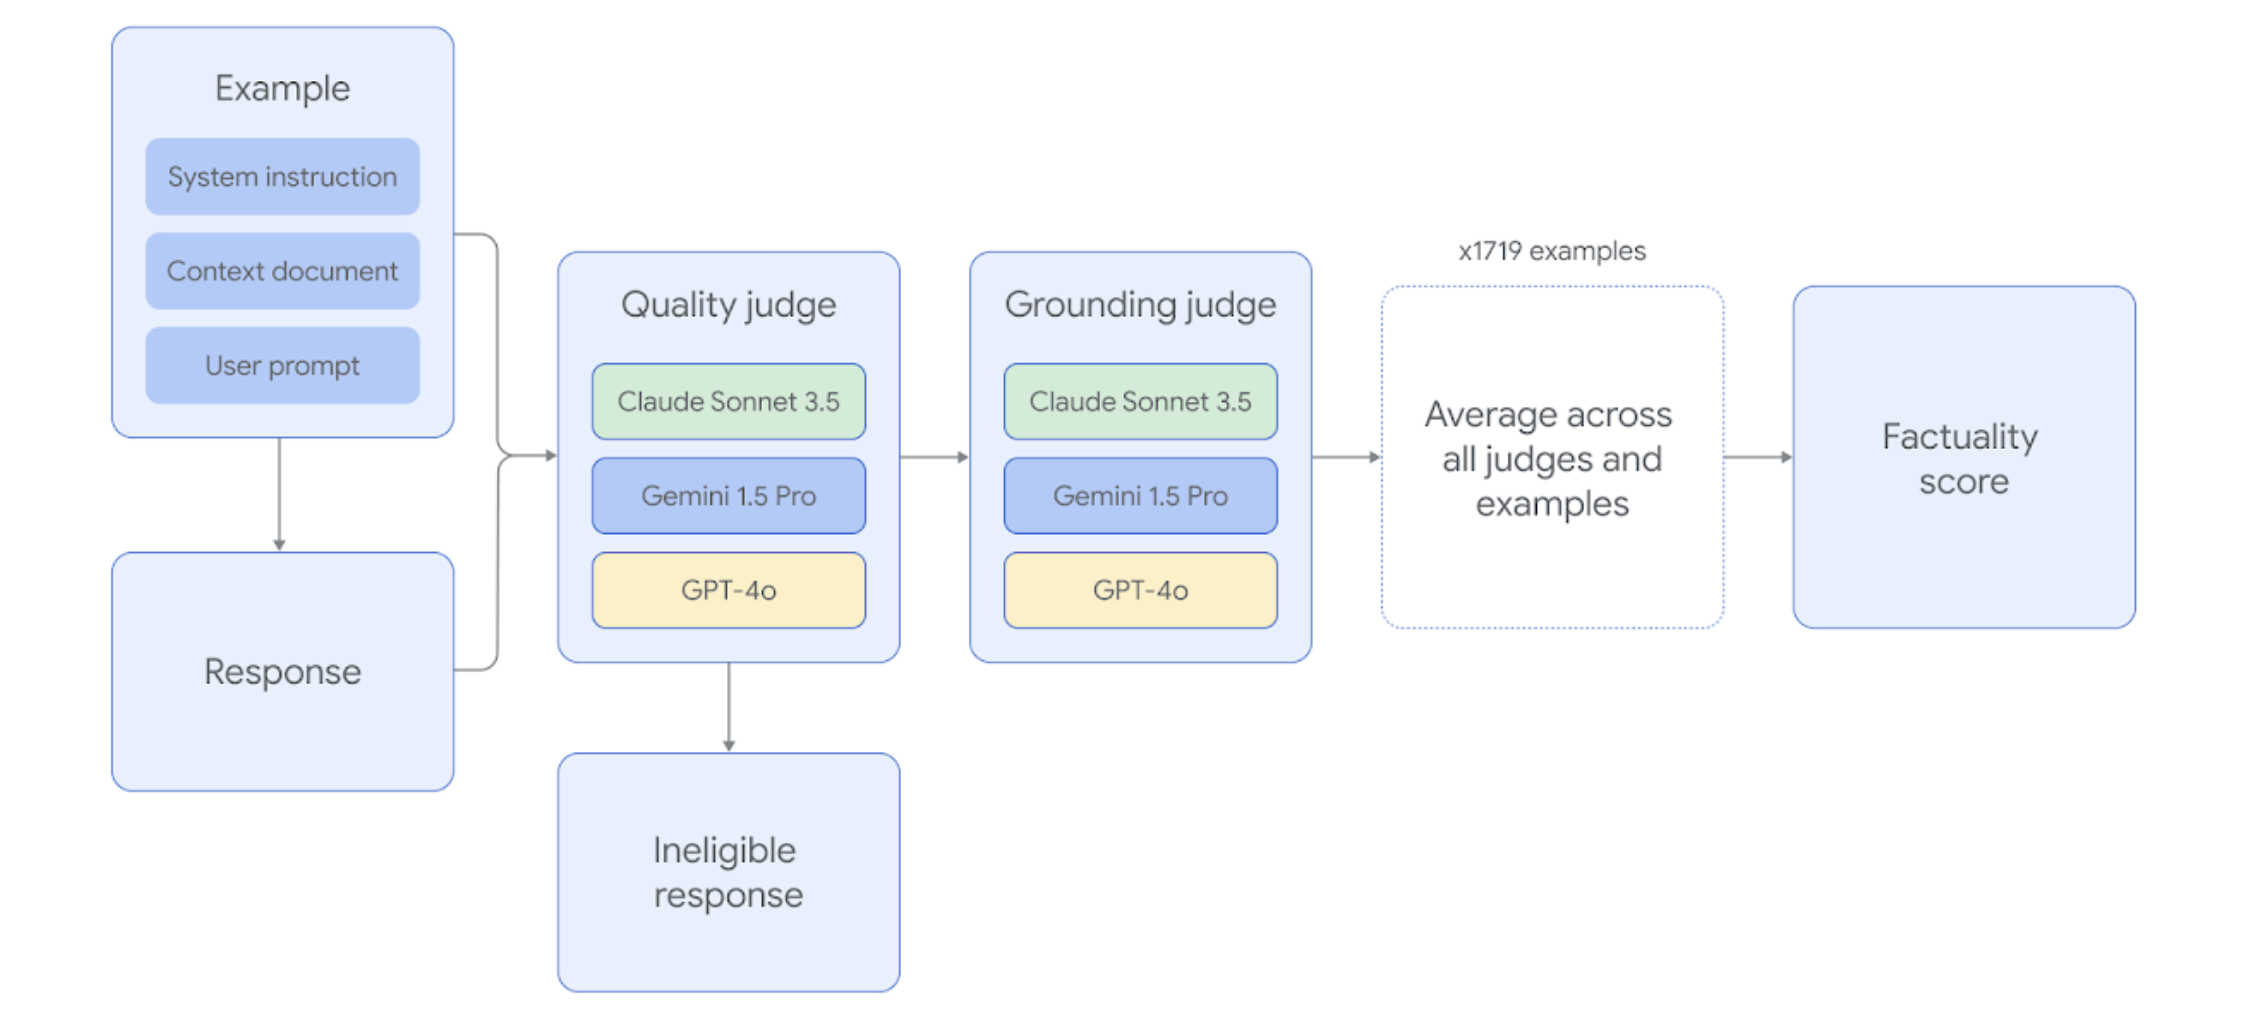 Example
System instruction
Context document
User prompt
Response
Quality judge
Claude Sonnet 3.5
Gemini 1.5 Pro
GPT-4o
Ineligible
response
Grounding judge
Claude Sonnet 3.5
Gemini 1.5 Pro
GPT-4o
x1719 examples
Average across
all judges and
examples
Factuality
score